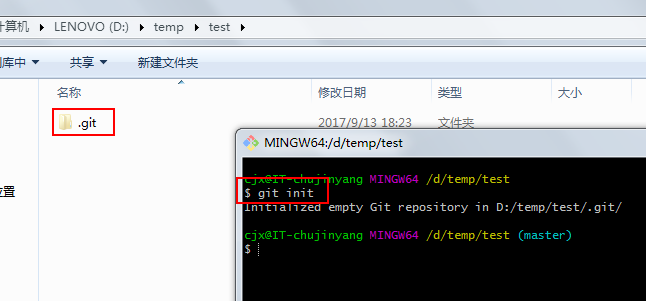 计算机 LENOVO (D:) temp test
共享 新建文件夹
名称 修改日期 类型 大小
.git 2017/9/13 18:23 文件夹
MINGW64:/d/temp/test
cjx@IT-chujinyang MINGW64 /d/temp/test
$ git init
Initialized empty Git repository in D:/temp/test/.git/
位置
cjx@IT-chujinyang MINGW64 /d/temp/test (master)
$